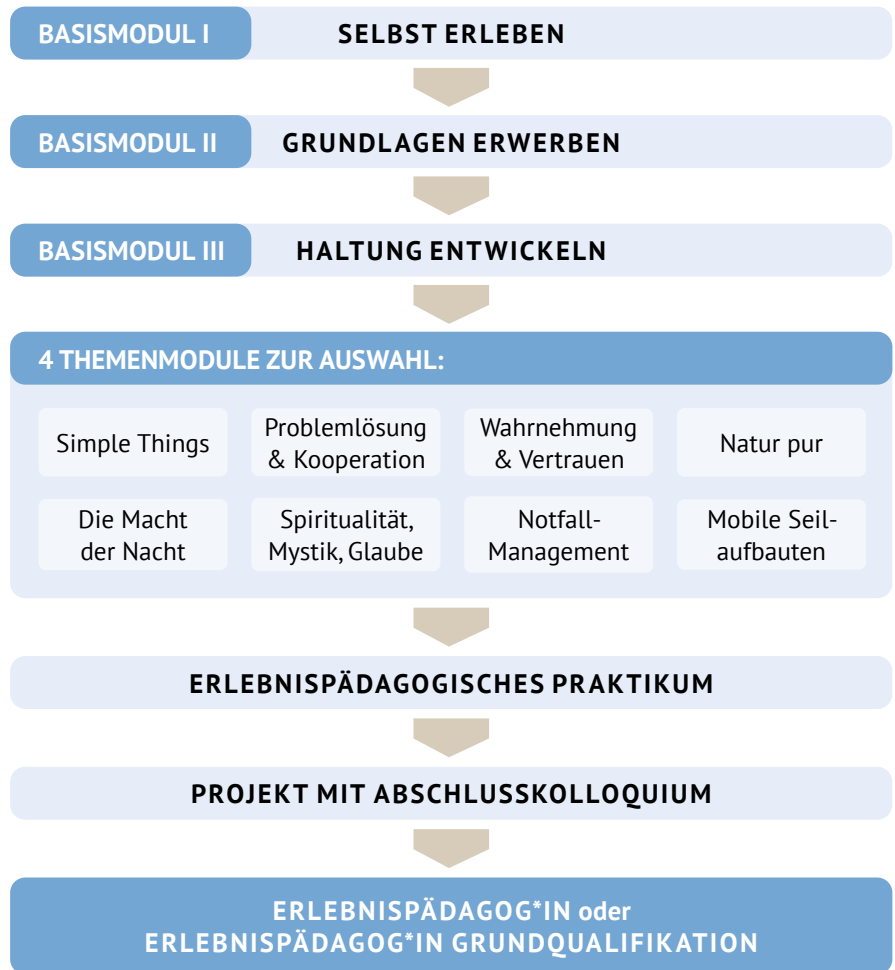 BASISMODUL I SELBST ERLEBEN
BASISMODUL II GRUNDLAGEN ERWERBEN
BASISMODUL III HALTUNG ENTWICKELN
4 THEMENMODULE ZUR AUSWAHL:
Simple Things
Problemlösung
& Kooperation
Wahrnehmung
& Vertrauen
Natur pur
Die Macht
der Nacht
Spiritualität,
Mystik, Glaube
Notfall-
Management
Mobile Seil-
aufbauten
ERLEBNISPÄDAGOGISCHES PRAKTIKUM
PROJEKT MIT ABSCHLUSSKOLLOQUIUM
ERLEBNISPÄDAGOG*IN oder
ERLEBNISPÄDAGOG*IN GRUNDQUALIFIKATION